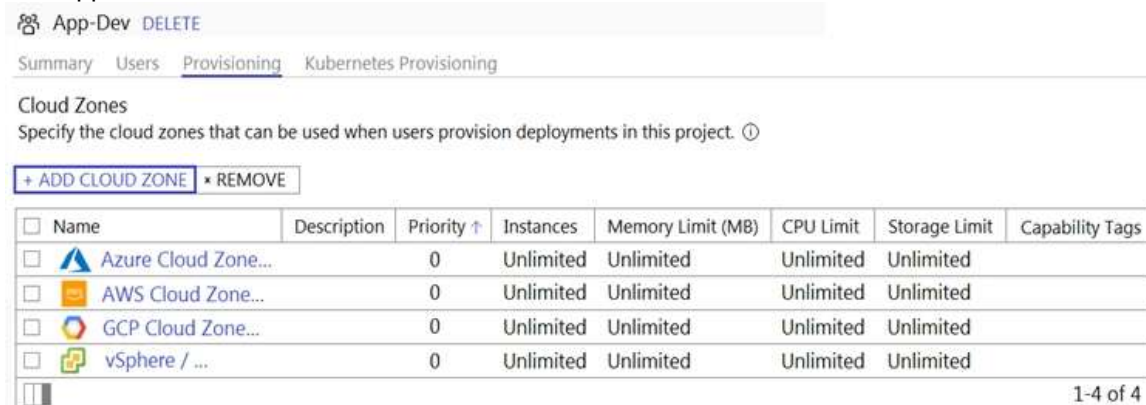 App-Dev DELETE
Summary Users Provisioning Kubernetes Provisioning
Cloud Zones
Specify the cloud zones that can be used when users provision deployments in this project. ⓘ
+ ADD CLOUD ZONE × REMOVE
Name Description Priority ↑ Instances Memory Limit (MB) CPU Limit Storage Limit Capability Tags
Azure Cloud Zone... 0 Unlimited Unlimited Unlimited Unlimited
AWS Cloud Zone... 0 Unlimited Unlimited Unlimited Unlimited
GCP Cloud Zone... 0 Unlimited Unlimited Unlimited Unlimited
vSphere / ... 0 Unlimited Unlimited Unlimited Unlimited
1-4 of 4